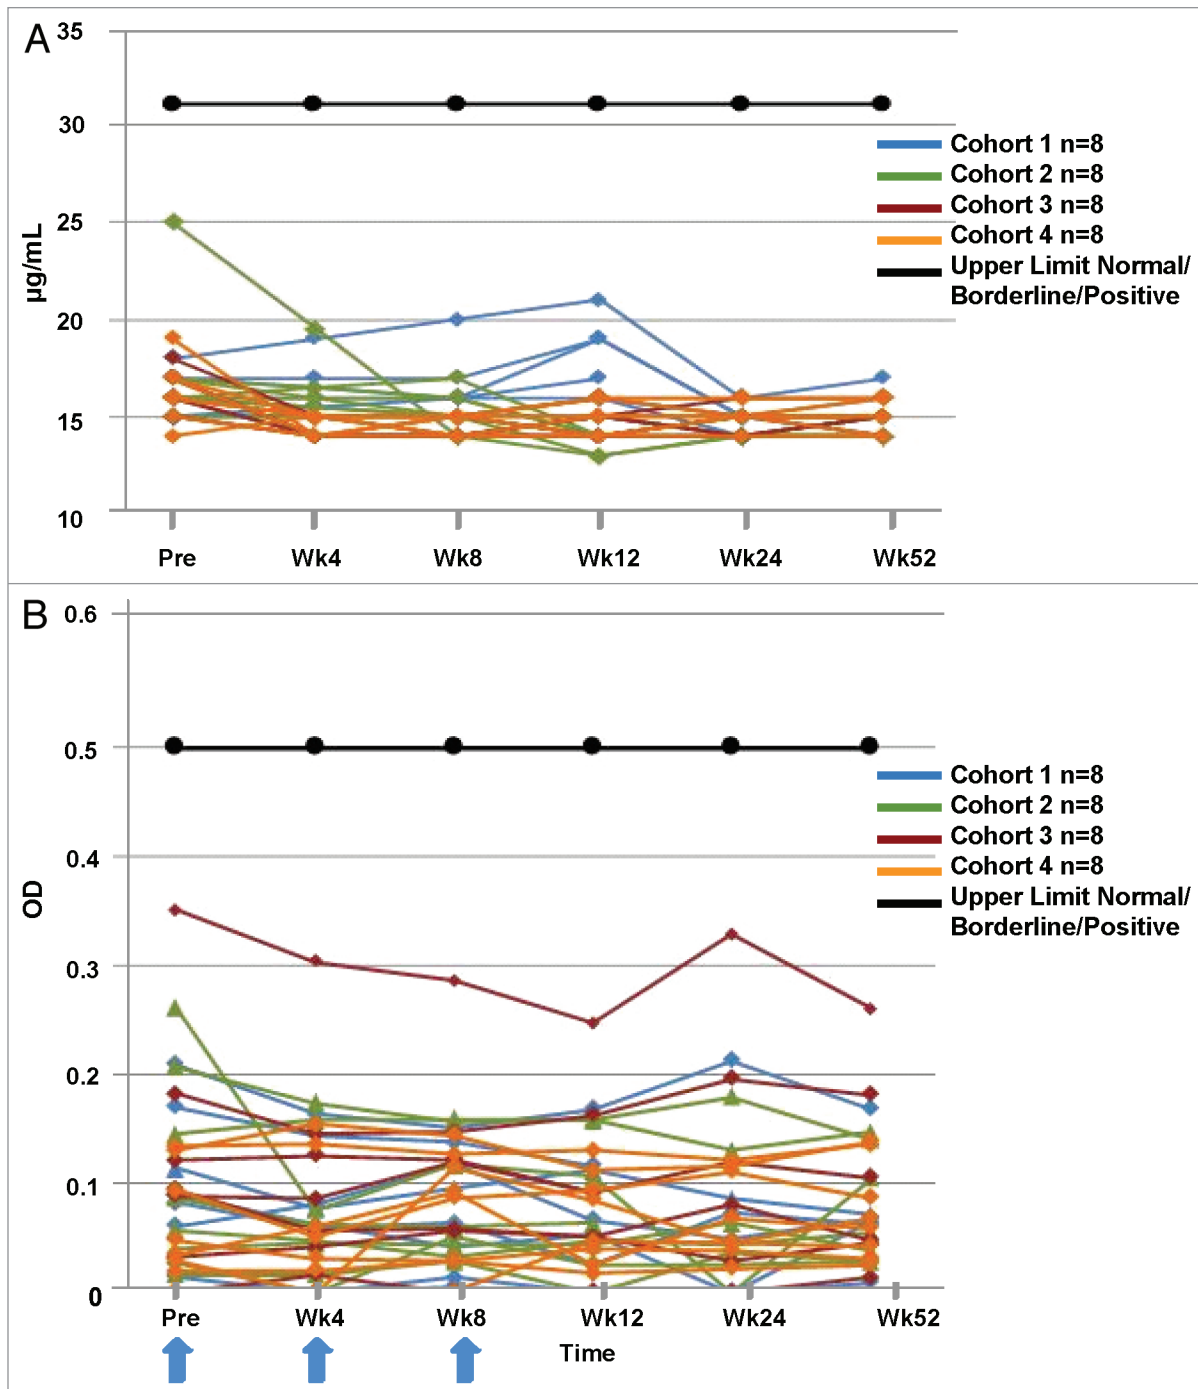 A
35
30
25
20
15
10
µg/mL
Cohort 1 n=8
Cohort 2 n=8
Cohort 3 n=8
Cohort 4 n=8
Upper Limit Normal/
Borderline/Positive
Pre Wk4 Wk8 Wk12 Wk24 Wk52
B
0.6
0.5
0.4
0.3
0.2
0.1
0
OD
Cohort 1 n=8
Cohort 2 n=8
Cohort 3 n=8
Cohort 4 n=8
Upper Limit Normal/
Borderline/Positive
Pre Wk4 Wk8 Wk12 Wk24 Wk52
Time